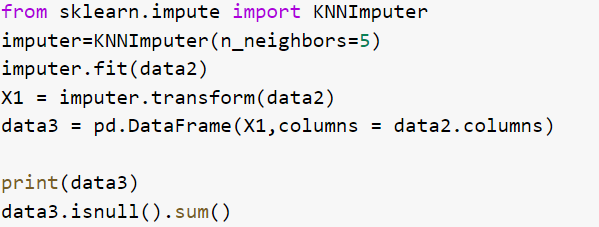 from sklearn.impute import KNNImputer
imputer=KNNImputer(n_neighbors=5)
imputer.fit(data2)
X1 = imputer.transform(data2)
data3 = pd.DataFrame(X1,columns = data2.columns)
print(data3)
data3.isnull().sum()